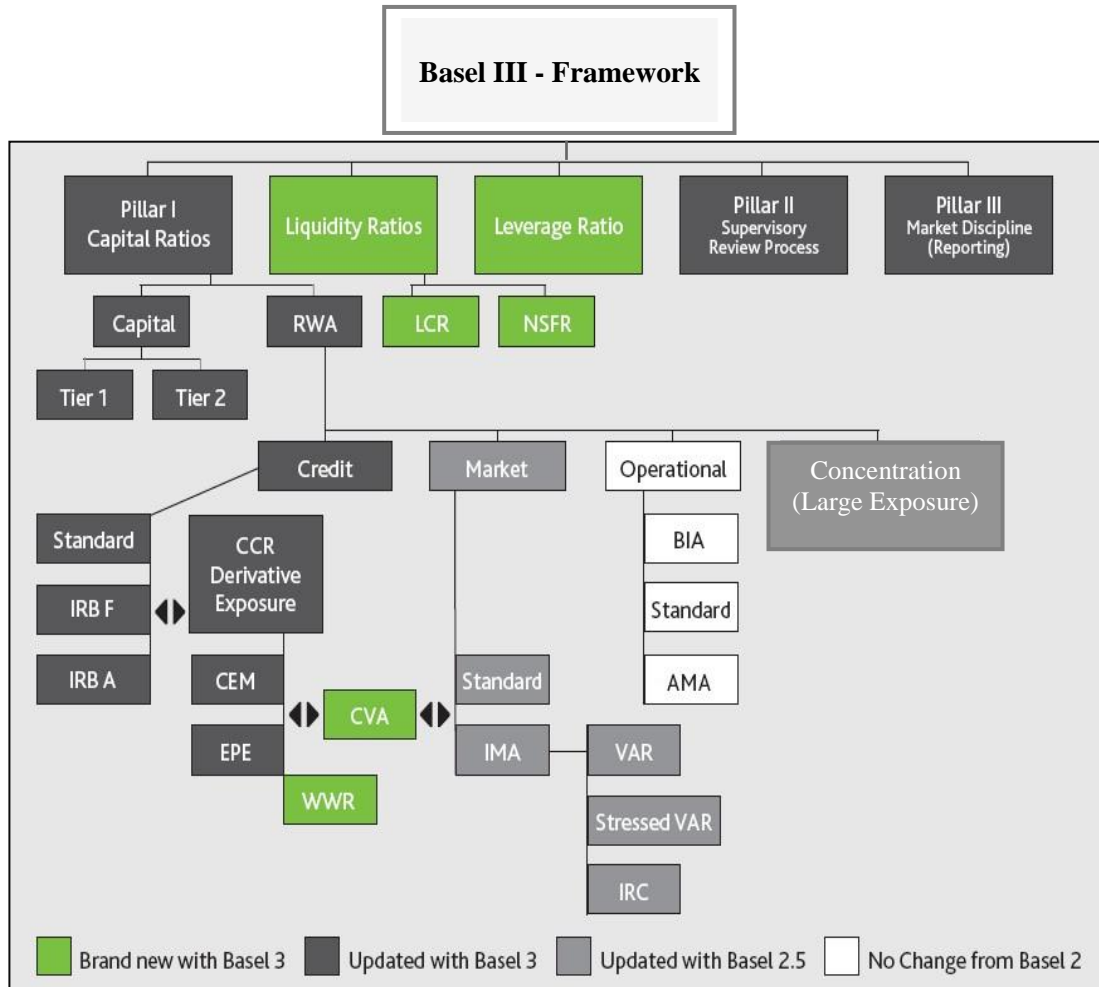 Basel III - Framework
Pillar I
Capital Ratios
Liquidity Ratios
Leverage Ratio
Pillar II
Supervisory
Review Process
Pillar III
Market Discipline
(Reporting)
Capital
RWA
LCR
NSFR
Tier 1
Tier 2
Credit
Market
Operational
Concentration
(Large Exposure)
Standard
CCR
Derivative
Exposure
BIA
IRB F
Standard
IRB A
CEM
Standard
AMA
CVA
EPE
IMA
VAR
WWR
Stressed VAR
IRC
Brand new with Basel 3
Updated with Basel 3
Updated with Basel 2.5
No Change from Basel 2